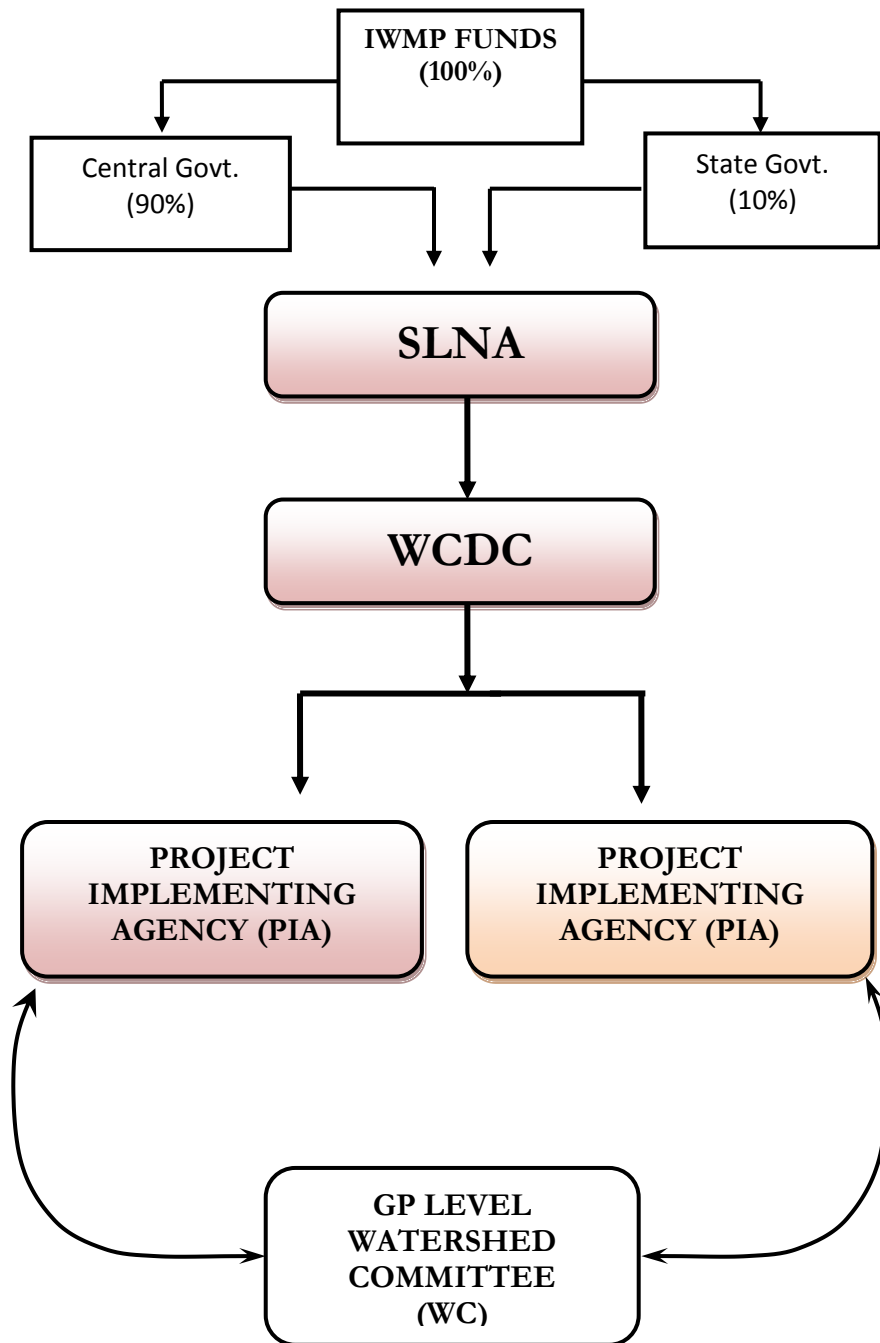 IWMP FUNDS
(100%)
Central Govt.
(90%)
State Govt.
(10%)
SLNA
WCDC
PROJECT
IMPLEMENTING
AGENCY (PIA)
PROJECT
IMPLEMENTING
AGENCY (PIA)
GP LEVEL
WATERSHED
COMMITTEE
(WC)